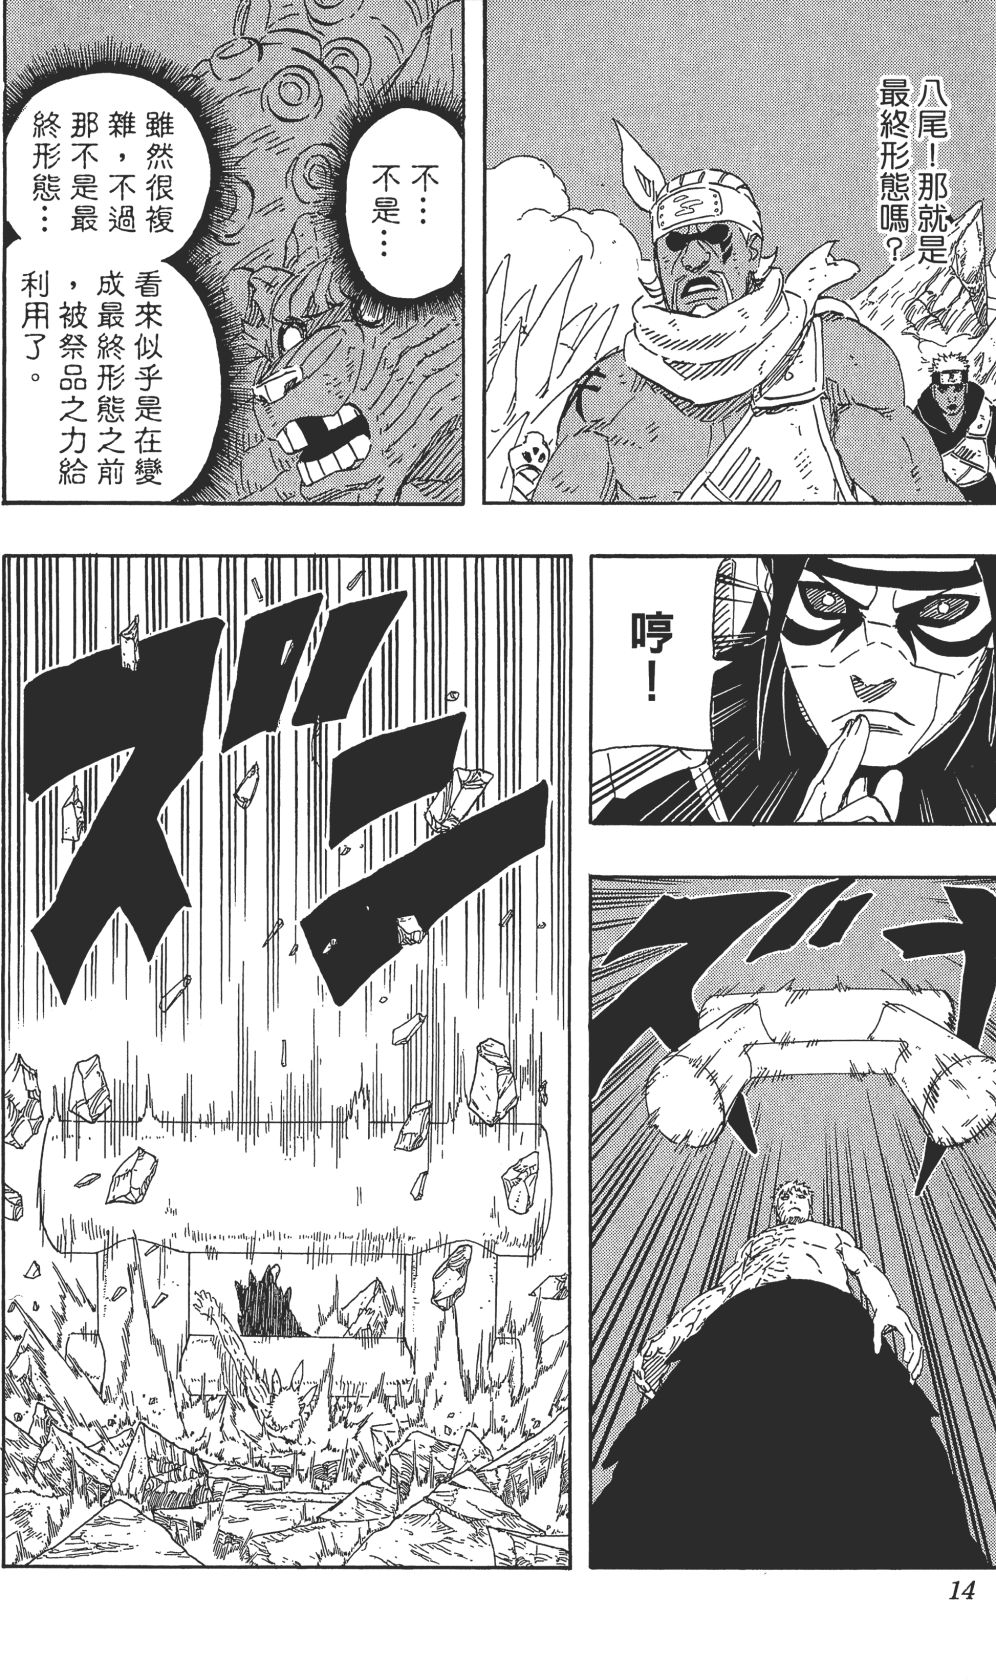 八尾！那就是
最終形態嗎？
不…
不是…
雖然很複
雜，不過
那不是最
終形態…
看來似乎是在變
成最終形態之前
，被祭品之力給
利用了。
哼！
ズン
14